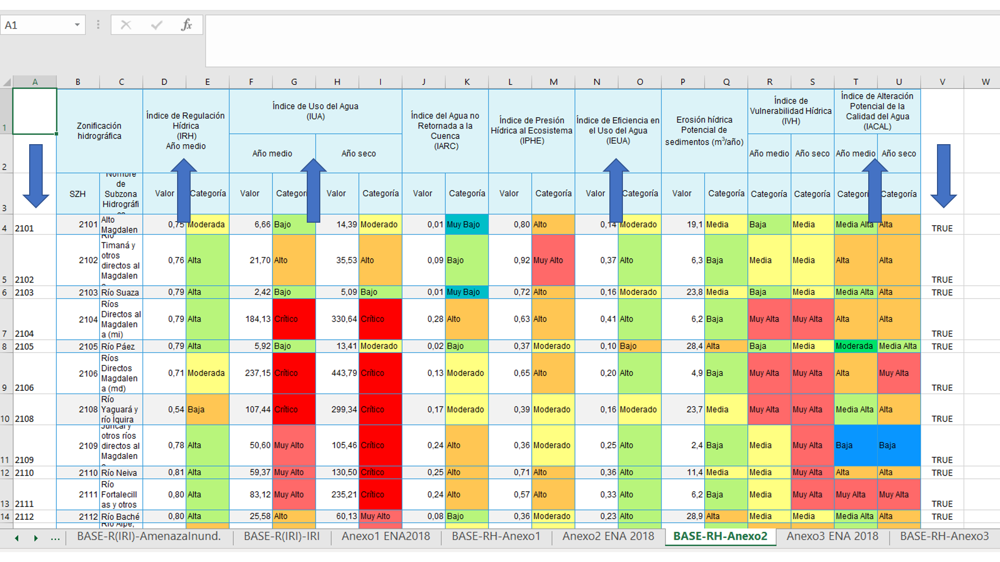 A1
fx
A B C D E F G H I J K L M N O P Q R S T U V W
1
Zonificación
hidrográfica
Índice de Regulación
Hídrica
(IRH)
Año medio
Índice de Uso del Agua
(IUA)
Índice del Agua no
Retornada a la
Cuenca
(IARC)
Índice de Presión
Hídrica al Ecosistema
(IPHE)
Índice de Eficiencia en
el Uso del Agua
(IEUA)
Erosión hídrica
Potencial de
sedimentos (m³/año)
Índice de
Vulnerabilidad Hídrica
(IVH)
Índice de Alteración
Potencial de la
Calidad del Agua
(IACAL)
2
Año medio Año seco Año medio Año seco Año medio Año seco
3
SZH
Nombre
de
Subzona
Hidrográfi
Valor Categoría Valor Categorí Valor Categoría Valor Categoría Valor Categoría Valor Categoría Valor Categoría Categoría Categoría Categorí Categoría
4 2101 2101
Alto
Magdalen
0,75 Moderada 6,66 Bajo 14,39 Moderado 0,01 Muy Bajo 0,80 Alto 0,14 Moderado 19,1 Media Baja Media Media Alta Alta TRUE
5 2102 2102
Río
Timaná y
otros
directos al
Magdalen
0,76 Alta 21,70 Alto 35,53 Alto 0,09 Bajo 0,92 Muy Alto 0,37 Alto 6,3 Baja Media Media Alta Alta TRUE
6 2103 2103 Río Suaza 0,79 Alta 2,42 Bajo 5,09 Bajo 0,01 Muy Bajo 0,72 Alto 0,16 Moderado 23,8 Media Baja Media Media Alta Alta TRUE
7 2104 2104
Ríos
Directos al
Magdalen
a (mi)
0,79 Alta 184,13 Crítico 330,64 Crítico 0,28 Alto 0,63 Alto 0,41 Alto 6,2 Baja Muy Alta Muy Alta Alta Alta TRUE
8 2105 2105 Río Páez 0,79 Alta 5,92 Bajo 13,41 Moderado 0,02 Bajo 0,37 Moderado 0,10 Bajo 28,4 Alta Baja Media Moderada Media Alta TRUE
9 2106 2106
Ríos
Directos
Magdalen
a (md)
0,71 Moderada 237,15 Crítico 443,79 Crítico 0,13 Moderado 0,65 Alto 0,20 Alto 4,9 Baja Muy Alta Muy Alta Alta Muy Alta TRUE
10 2108 2108
Río
Yaguará y
río Íquira
0,54 Baja 107,44 Crítico 299,34 Crítico 0,17 Moderado 0,39 Moderado 0,16 Moderado 23,7 Media Muy Alta Muy Alta Media Alta Alta TRUE
11 2109 2109
Juncal y
otros ríos
directos al
Magdalen
0,78 Alta 50,60 Muy Alto 105,46 Crítico 0,24 Alto 0,36 Moderado 0,25 Alto 2,4 Baja Media Muy Alta Baja Baja TRUE
12 2110 2110 Río Neiva 0,81 Alta 59,37 Muy Alto 130,50 Crítico 0,25 Alto 0,71 Alto 0,36 Alto 11,4 Media Media Muy Alta Alta Alta TRUE
13 2111 2111
Río
Fortalecill
as y otros
0,80 Alta 83,12 Muy Alto 235,21 Crítico 0,24 Alto 0,57 Alto 0,33 Alto 6,2 Baja Media Muy Alta Muy Alta Muy Alta TRUE
14 2112 2112 Río Baché 0,80 Alta 25,58 Alto 60,13 Muy Alto 0,08 Bajo 0,36 Moderado 0,23 Alto 28,9 Alta Media Media Media Alta Alta TRUE
Río Aipe,
... BASE-R(IRI)-AmenazaInund. BASE-R(IRI)-IRI Anexo1 ENA2018 BASE-RH-Anexo1 Anexo2 ENA 2018 BASE-RH-Anexo2 Anexo3 ENA 2018 BASE-RH-Anexo3